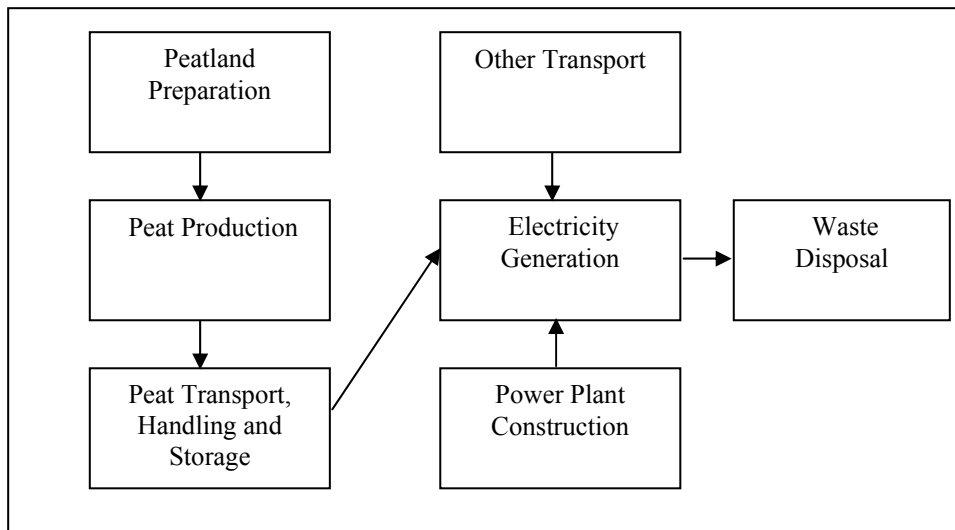 Peatland
Preparation
Other Transport
Peat Production
Electricity
Generation
Waste
Disposal
Peat Transport,
Handling and
Storage
Power Plant
Construction